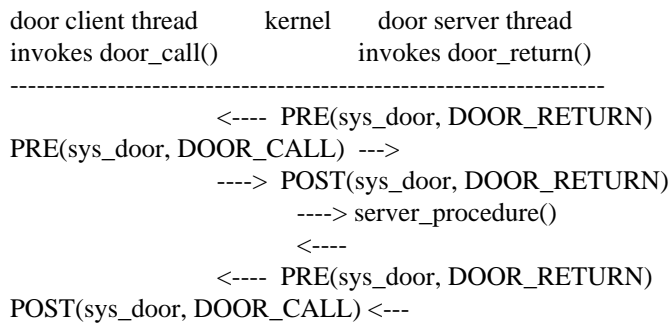 door client thread kernel door server thread
invokes door_call() invokes door_return()
-------------------------------------------------------------------
<---- PRE(sys_door, DOOR_RETURN)
PRE(sys_door, DOOR_CALL) --->
----> POST(sys_door, DOOR_RETURN)
----> server_procedure()
<----
<---- PRE(sys_door, DOOR_RETURN)
POST(sys_door, DOOR_CALL) <---